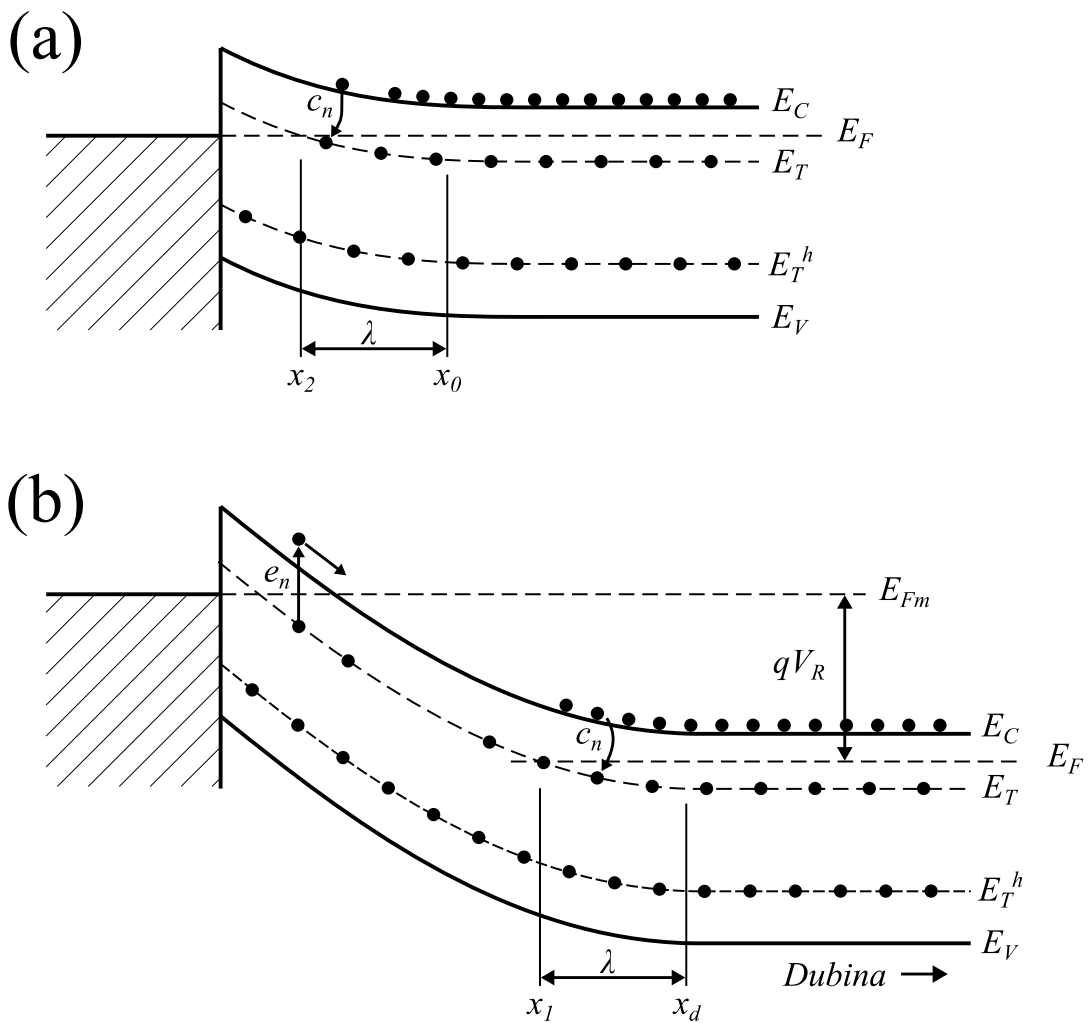 (a)
c_n
E_C
E_F
E_T
E_T^h
E_V
λ
x_2
x_0
(b)
e_n
E_Fm
qV_R
c_n
E_C
E_F
E_T
E_T^h
E_V
λ
Dubina
x_1
x_d